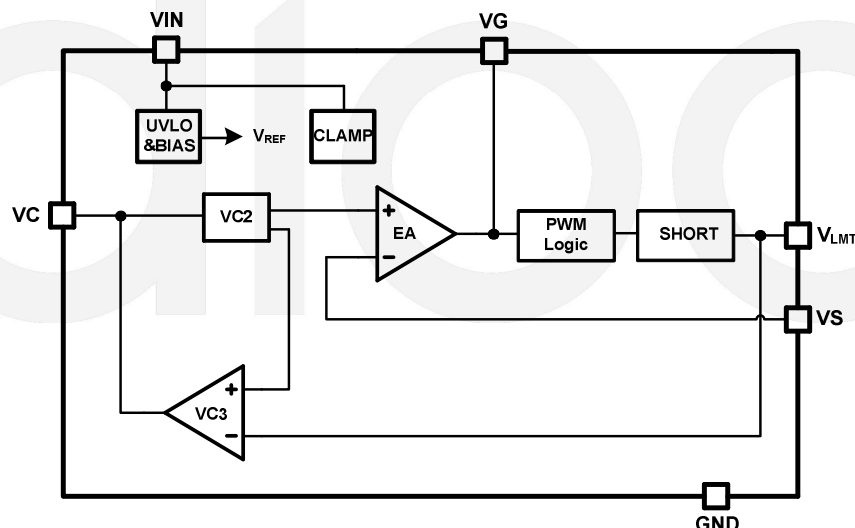 VIN
VG
UVLO
&BIAS
VREF
CLAMP
VC
VC2
+
EA
−
PWM
Logic
SHORT
VLMT
VS
+
VC3
−
GND